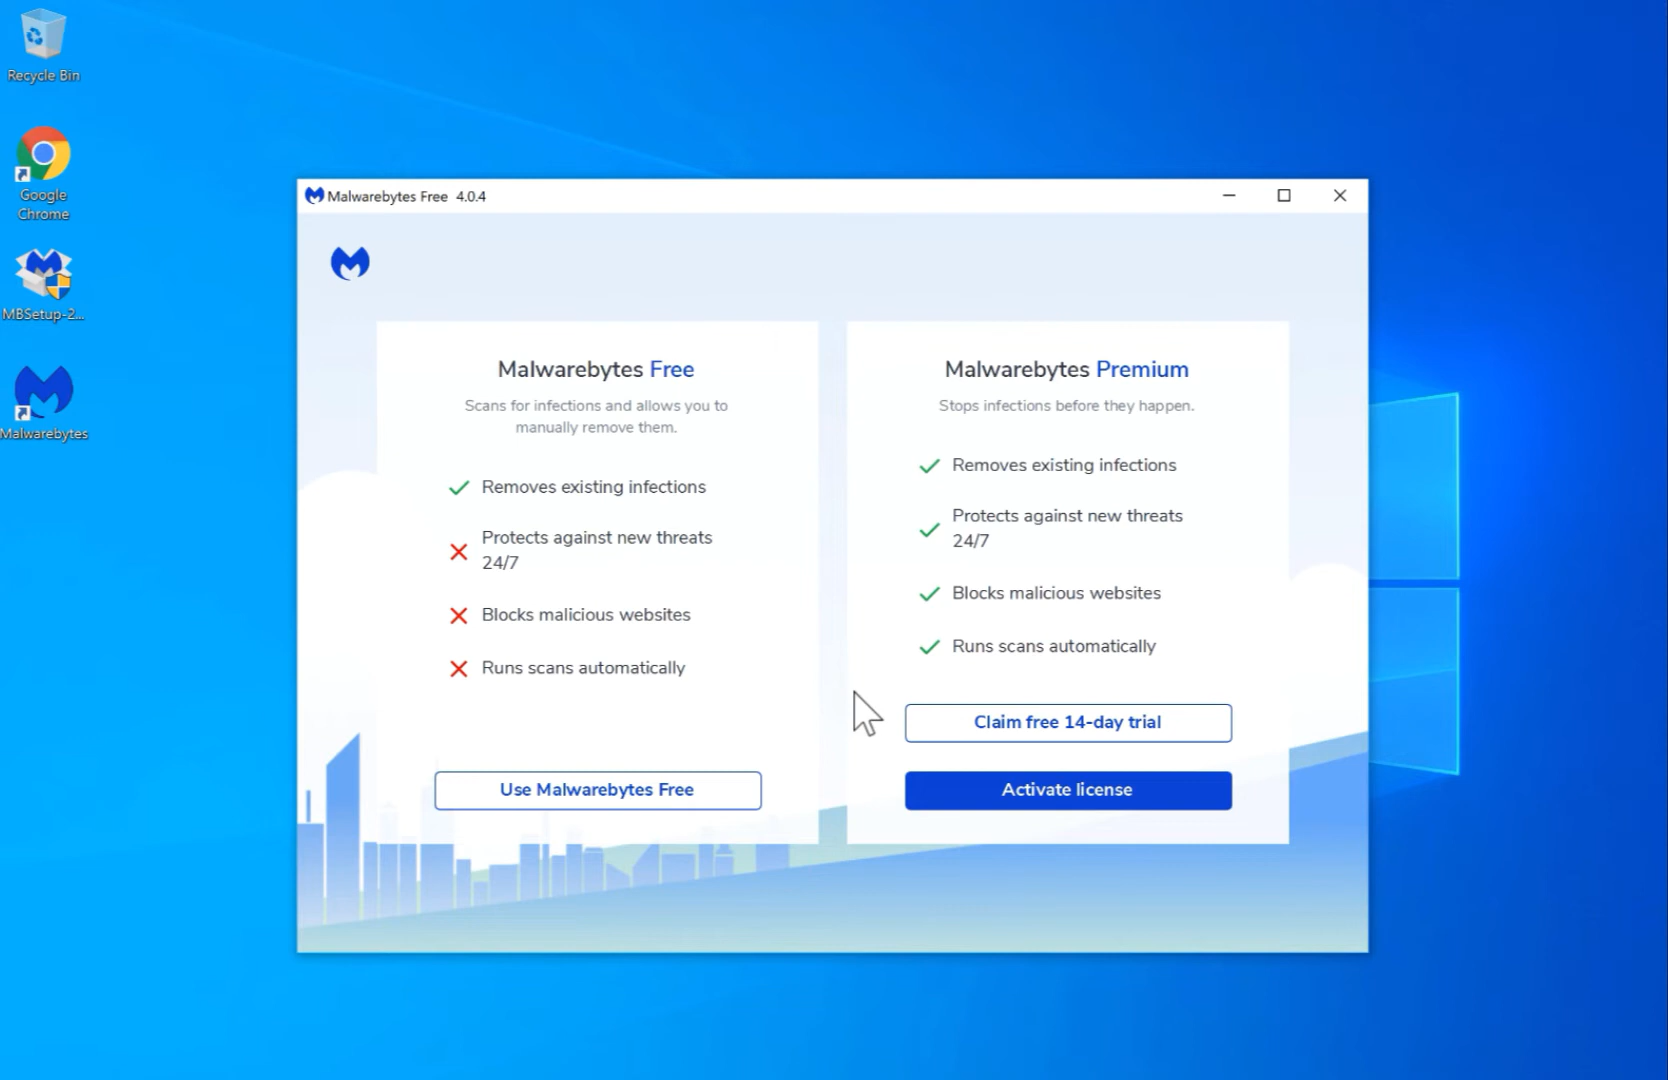 Recycle Bin
Google
Chrome
MBSetup-2...
Malwarebytes
Malwarebytes Free 4.0.4
Malwarebytes Free
Scans for infections and allows you to
manually remove them.
Removes existing infections
Protects against new threats
24/7
Blocks malicious websites
Runs scans automatically
Use Malwarebytes Free
Malwarebytes Premium
Stops infections before they happen.
Removes existing infections
Protects against new threats
24/7
Blocks malicious websites
Runs scans automatically
Claim free 14-day trial
Activate license